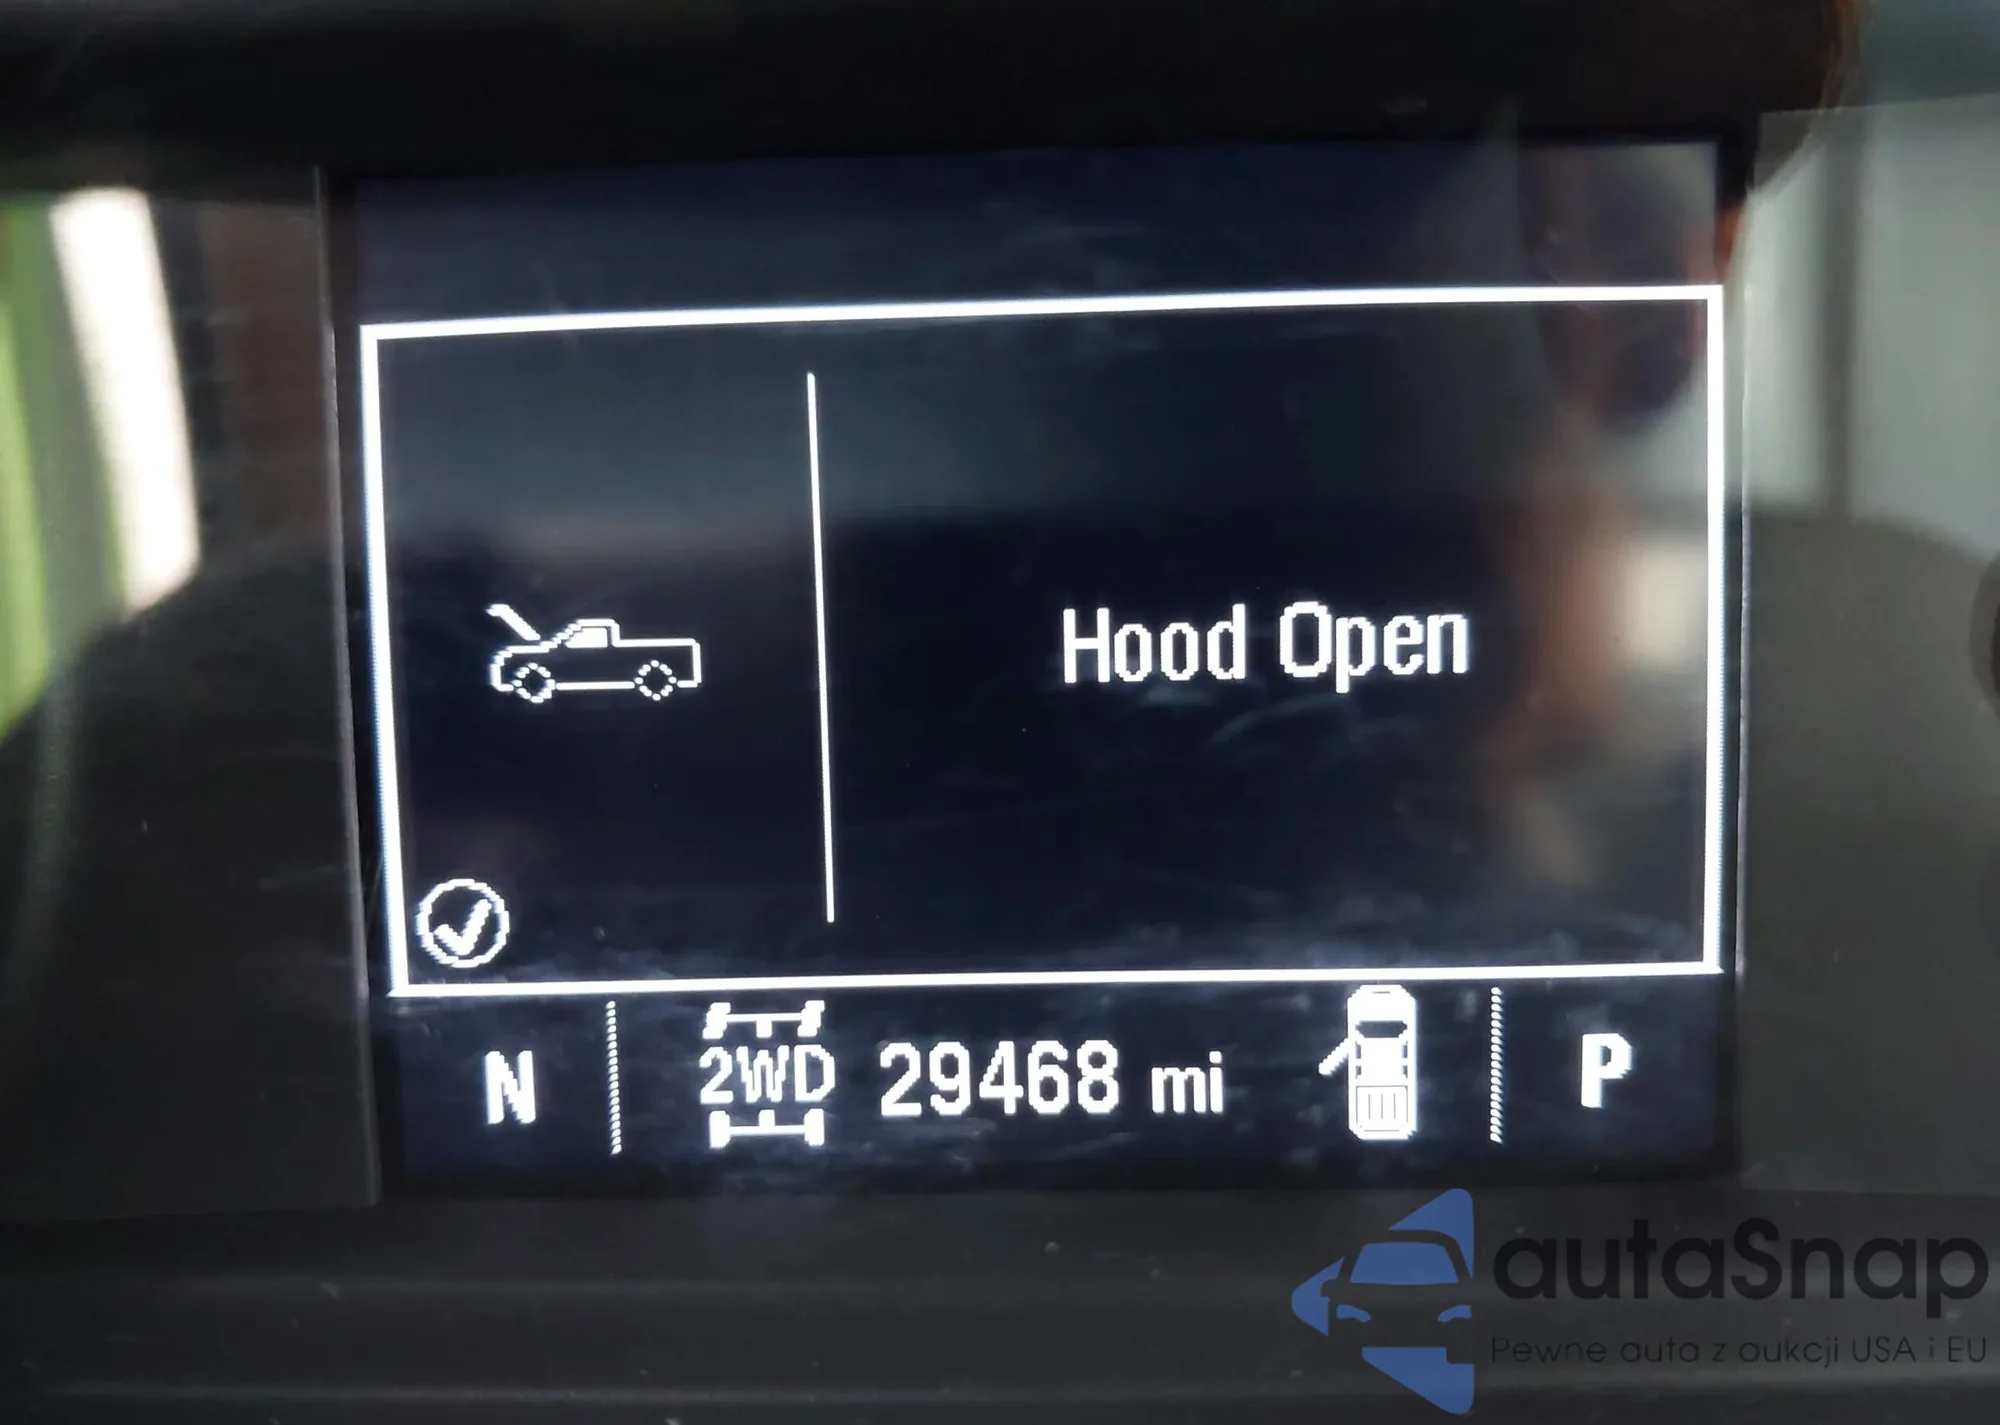 Hood Open
N 2WD 29468 mi P
autaSnap
Pewne auta z aukcji USA i EU